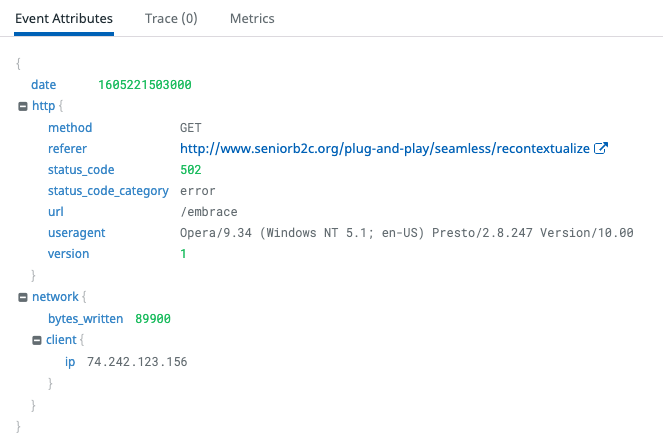 Event Attributes Trace (0) Metrics
{
date 1605221503000
http {
method GET
referer http://www.seniorb2c.org/plug-and-play/seamless/recontextualize
status_code 502
status_code_category error
url /embrace
useragent Opera/9.34 (Windows NT 5.1; en-US) Presto/2.8.247 Version/10.00
version 1
}
network {
bytes_written 89900
client {
ip 74.242.123.156
}
}
}